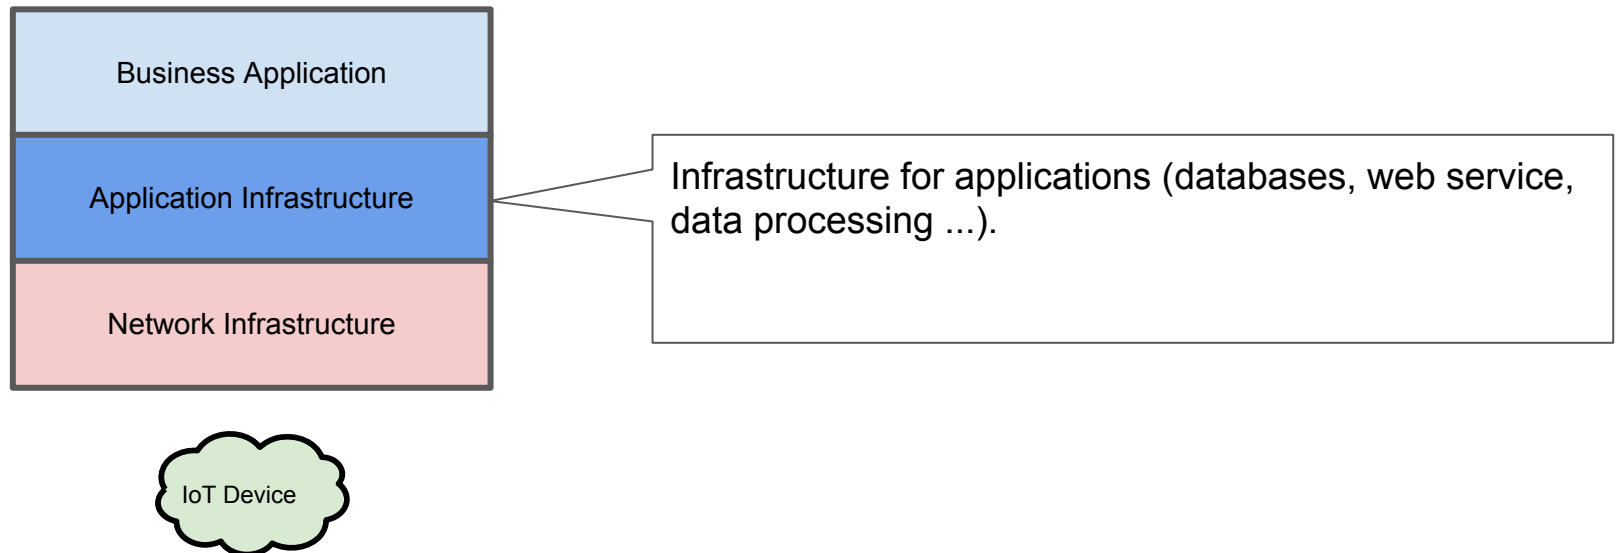 Business Application
Application Infrastructure
Infrastructure for applications (databases, web service,
data processing ...).
Network Infrastructure
IoT Device